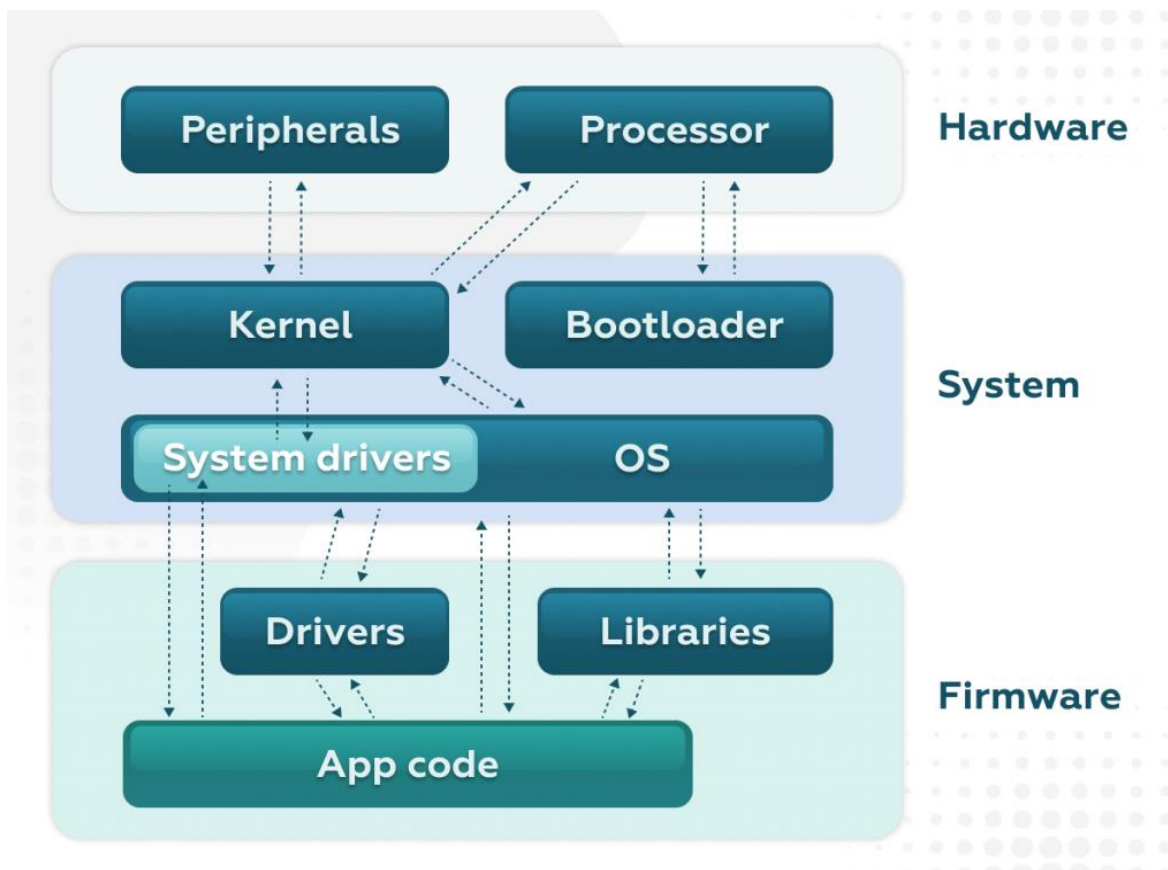 Peripherals
Processor
Hardware
Kernel
Bootloader
System
System drivers
OS
Drivers
Libraries
Firmware
App code